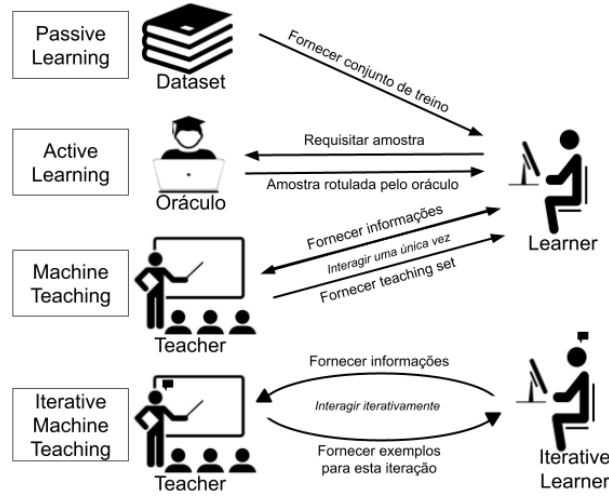 Passive
Learning
Dataset
Fornecer conjunto de treino
Active
Learning
Oráculo
Requisitar amostra
Amostra rotulada pelo oráculo
Learner
Machine
Teaching
Teacher
Fornecer informações
Interagir uma única vez
Fornecer teaching set
Iterative
Machine
Teaching
Teacher
Fornecer informações
Interagir iterativamente
Fornecer exemplos
para esta iteração
Iterative
Learner